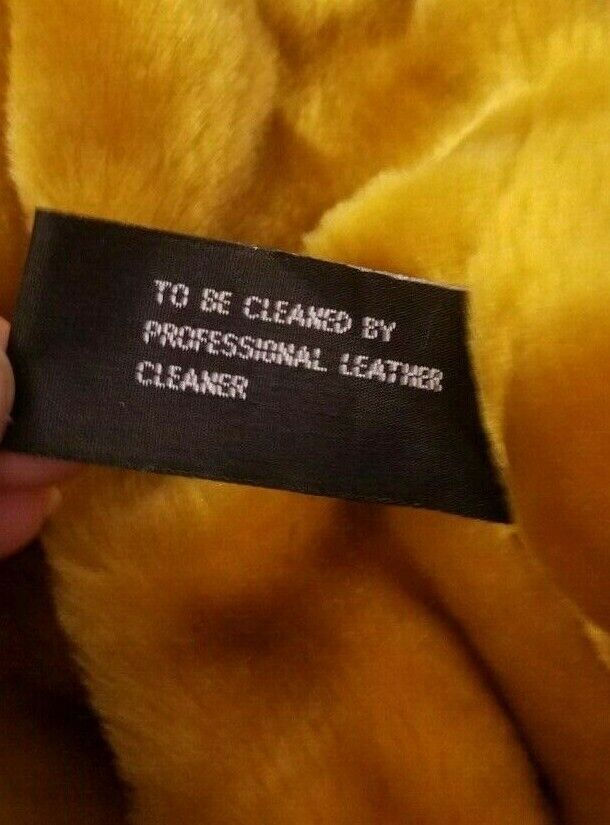 TO BE CLEANED BY
PROFESSIONAL LEATHER
CLEANER